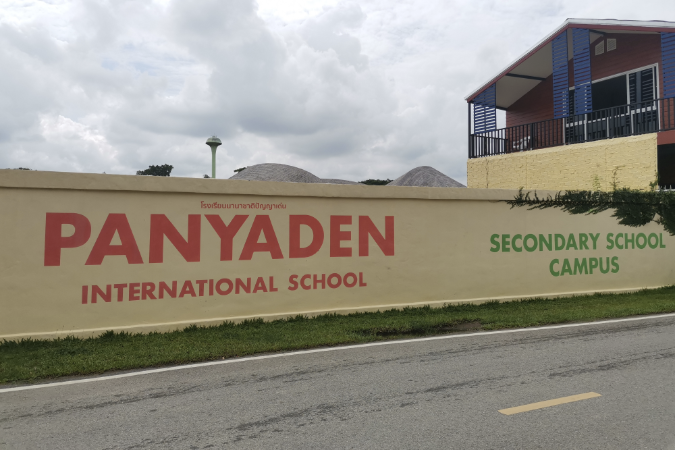 โรงเรียนนานาชาติปัญญาเด่น
PANYADEN
INTERNATIONAL SCHOOL
SECONDARY SCHOOL
CAMPUS